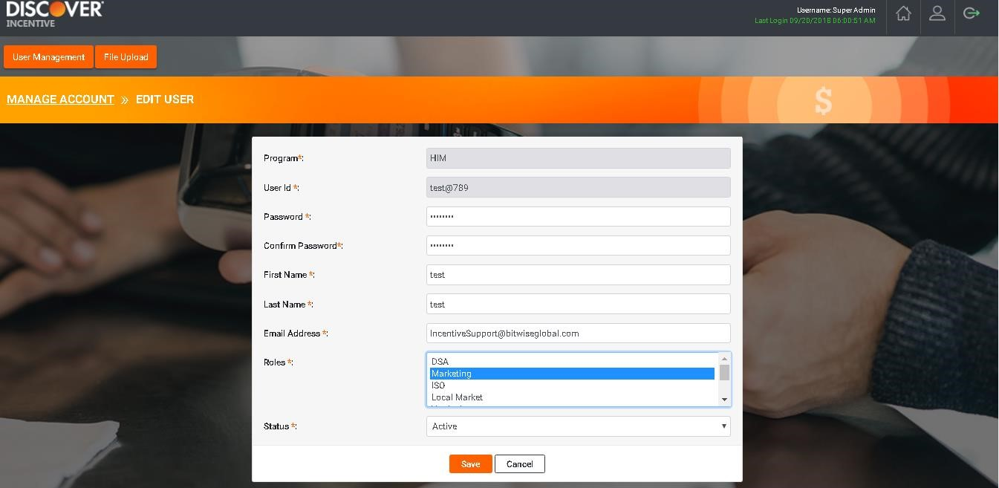 DISCOVER®
INCENTIVE
Username: Super Admin
Last Login 09/20/2018 06:00:51 AM
User Management
File Upload
MANAGE ACCOUNT » EDIT USER
$
Program*:
HIM
User Id *:
test@789
Password *:
••••••••
Confirm Password*:
••••••••
First Name *:
test
Last Name *:
test
Email Address *:
IncentiveSupport@bitwiseglobal.com
Roles *:
DSA
Marketing
ISO
Local Market
Status *:
Active
Save
Cancel